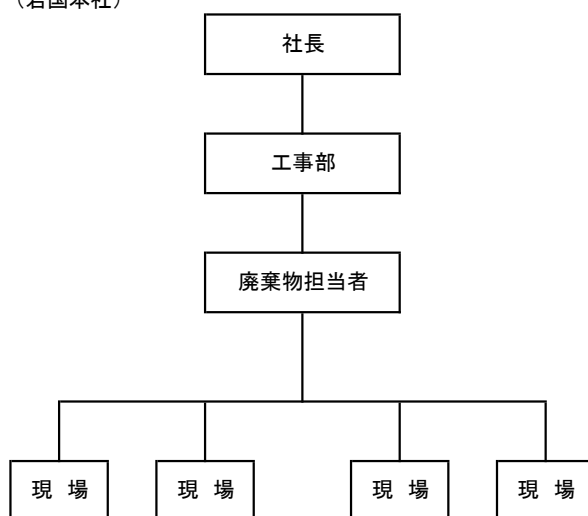 （岩国本社）
社長
工事部
廃棄物担当者
現 場 現 場 現 場 現 場